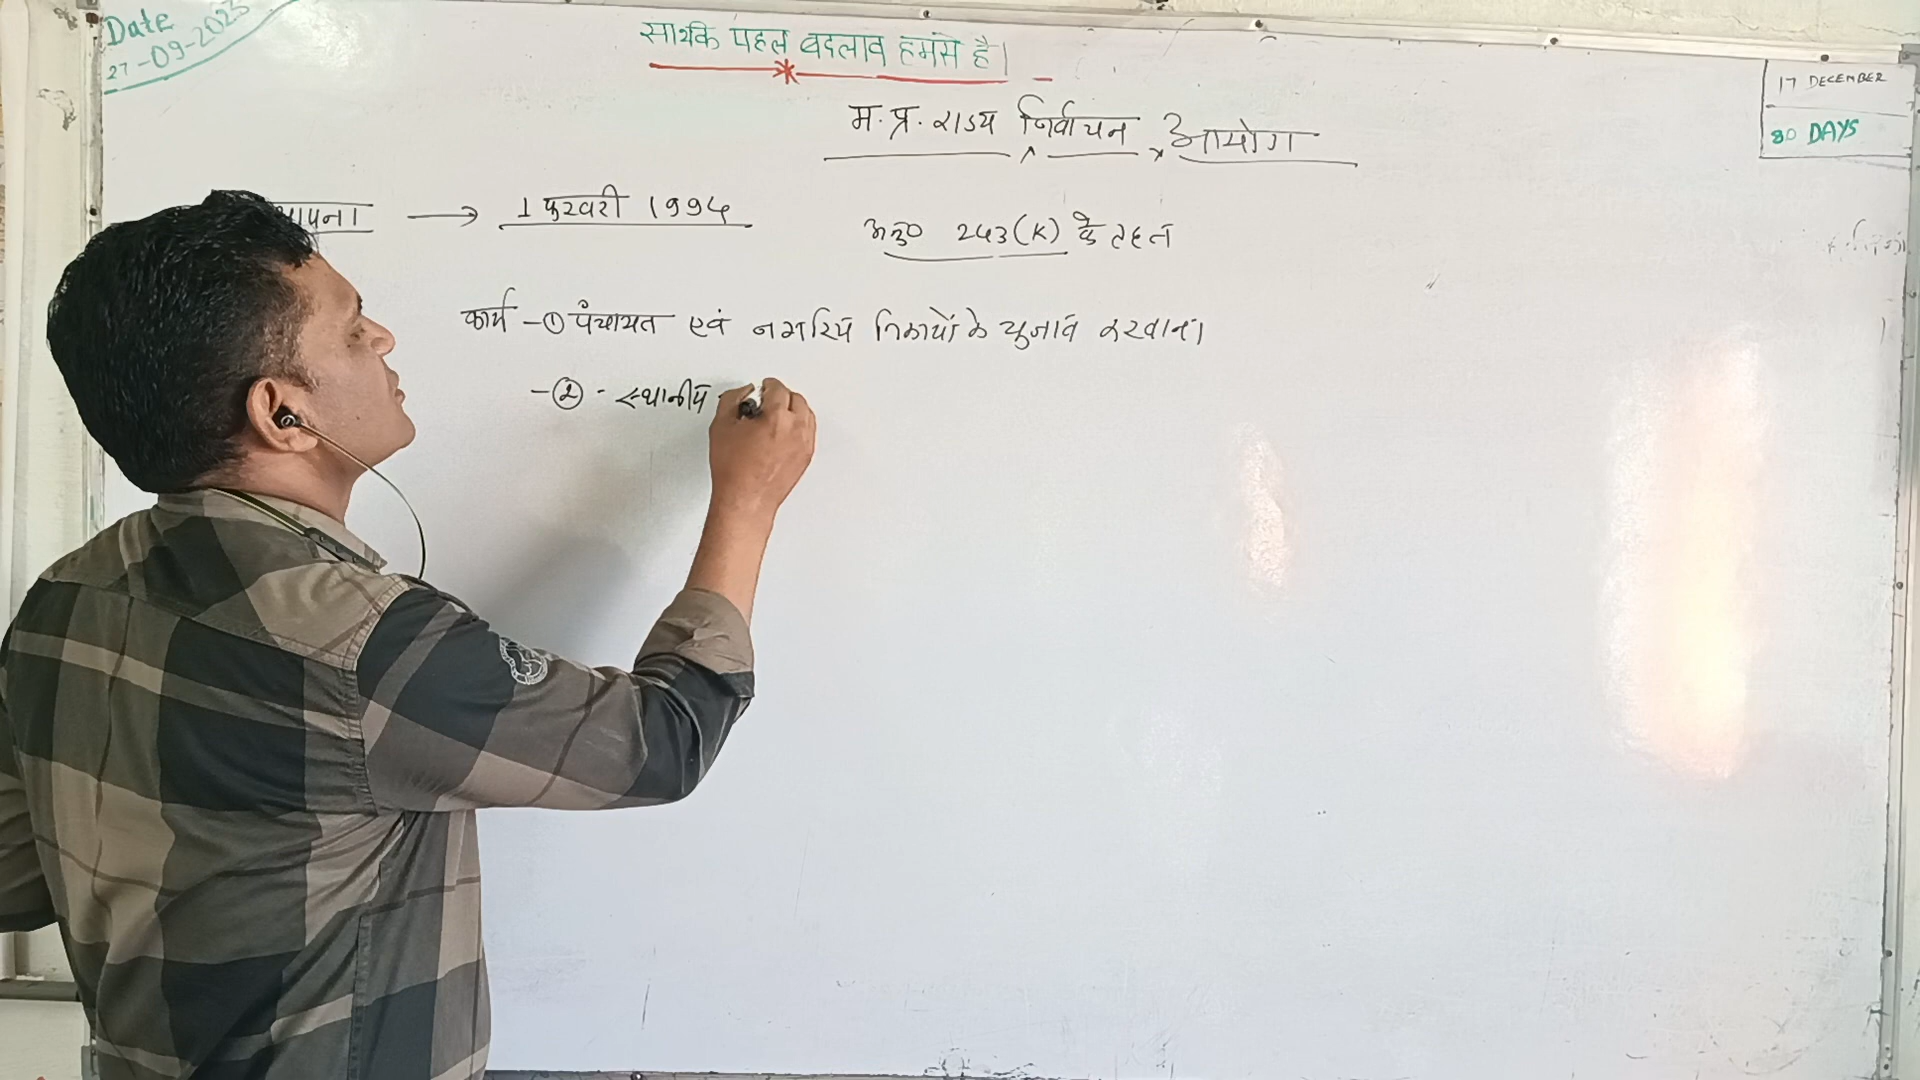 Date
27-09-2023
सार्थक पहल बदलाव हमसे है।
17 DECEMBER
80 DAYS
म.प्र. राज्य निर्वाचन आयोग
1 फरवरी 1994
अनु० 243(K) के तहत
कार्य - ① पंचायत एवं नगरिय निकायों के चुनाव करवाना
- ② - स्थानीय